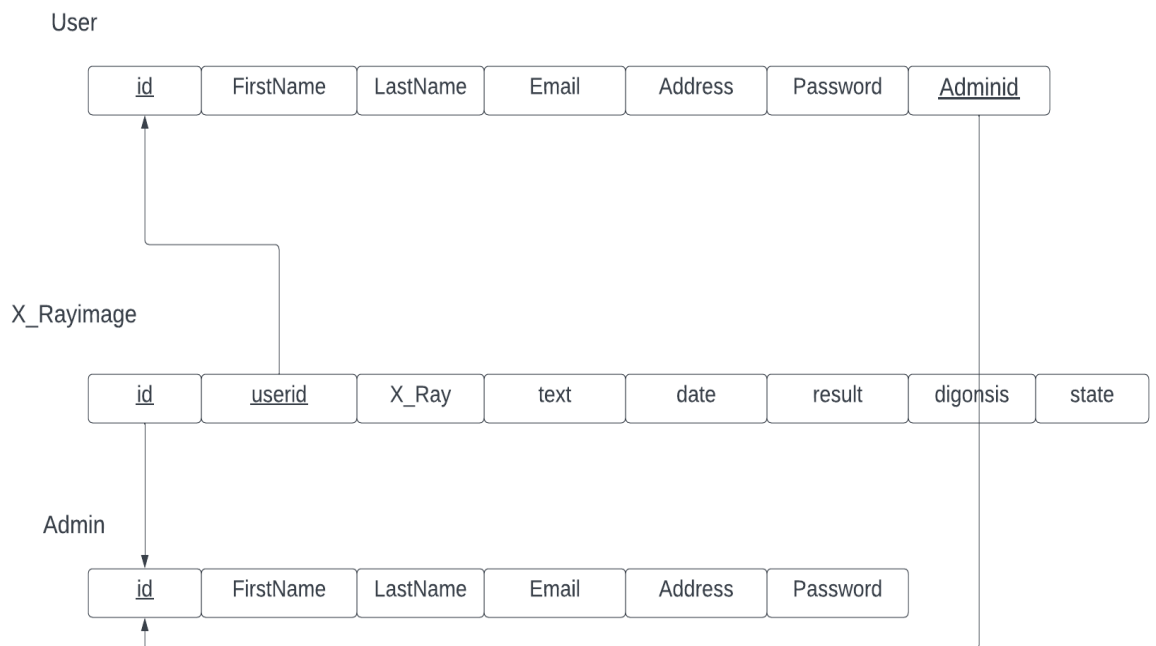 User
id FirstName LastName Email Address Password Adminid
X_Rayimage
id userid X_Ray text date result digonsis state
Admin
id FirstName LastName Email Address Password